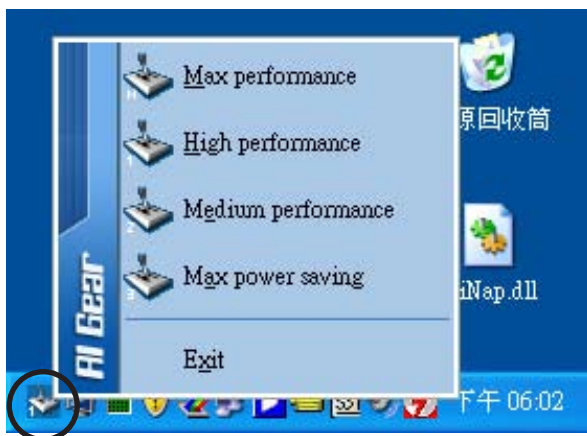 Max performance
High performance
Medium performance
Max power saving
Exit
AI Gear
原回收筒
iNap.dll
下午 06:02